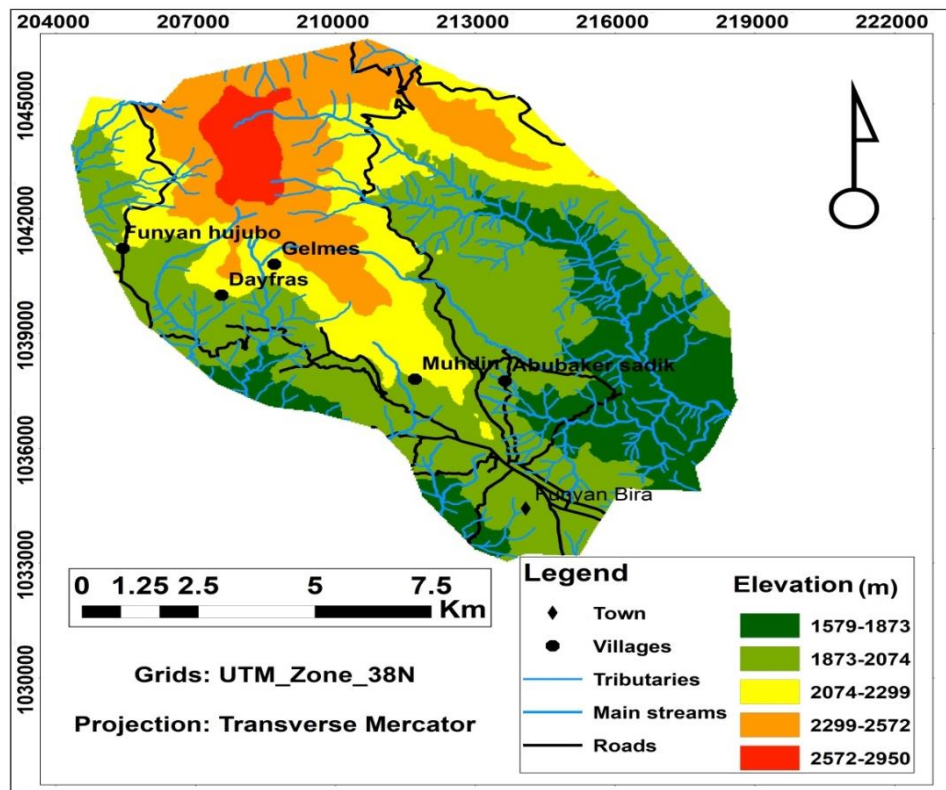 204000 207000 210000 213000 216000 219000 222000
1045000
1042000
1039000
1036000
1033000
1030000
Funyan hujubo
Gelmes
Dayfras
Muhdin
Abubaker sadik
Funyan Bira
0 1.25 2.5 5 7.5
Km
Grids: UTM_Zone_38N
Projection: Transverse Mercator
Legend
Town
Villages
Tributaries
Main streams
Roads
Elevation (m)
1579-1873
1873-2074
2074-2299
2299-2572
2572-2950